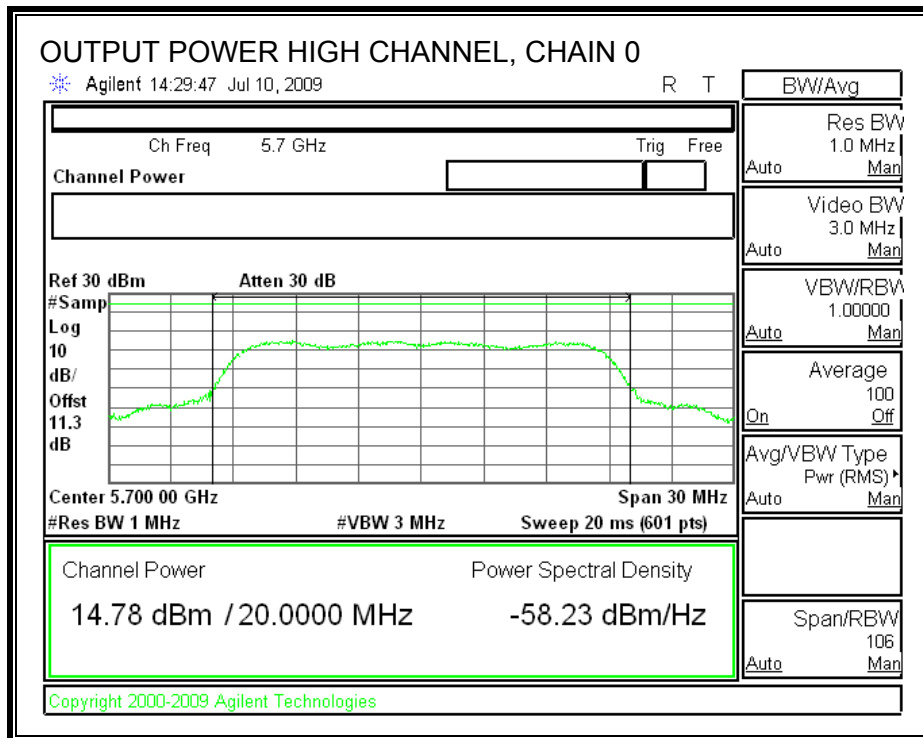 OUTPUT POWER HIGH CHANNEL, CHAIN 0
Agilent 14:29:47 Jul 10, 2009 R T
BW/Avg
Ch Freq 5.7 GHz Trig Free
Channel Power
Ref 30 dBm Atten 30 dB
#Samp
Log
10
dB/
Offst
11.3
dB
Center 5.700 00 GHz Span 30 MHz
#Res BW 1 MHz #VBW 3 MHz Sweep 20 ms (601 pts)
Channel Power Power Spectral Density
14.78 dBm / 20.0000 MHz -58.23 dBm/Hz
Res BW
1.0 MHz
Auto Man
Video BW
3.0 MHz
Auto Man
VBW/RBW
1.00000
Auto Man
Average
100
On Off
Avg/VBW Type
Pwr (RMS)
Auto Man
Span/RBW
106
Auto Man
Copyright 2000-2009 Agilent Technologies